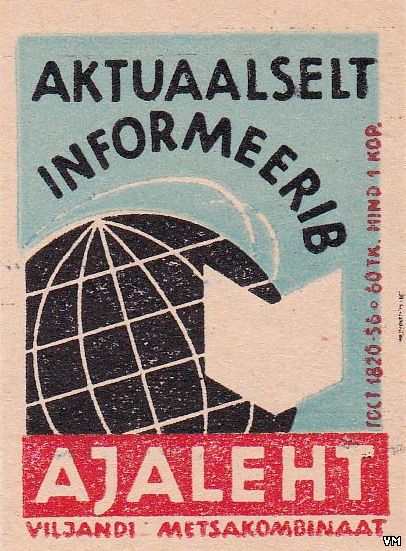 AKTUAALSELT
INFORMEERIB
ГОСТ 1820-56 · 60 TK. HIND 1 KOP.
AJALEHT
VILJANDI METSAKOMBINAAT
VM